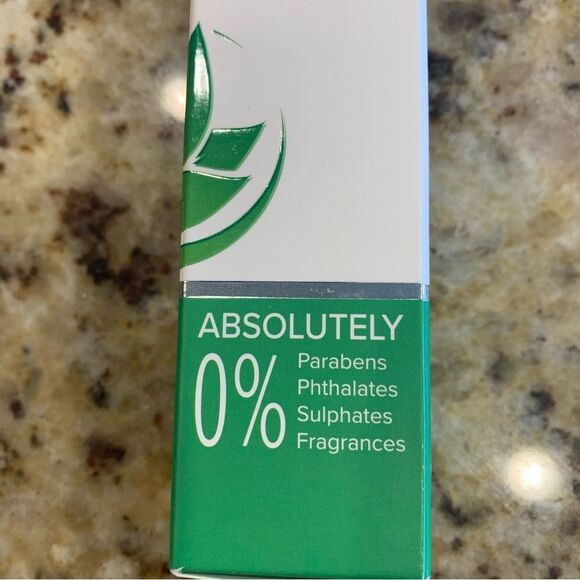 ABSOLUTELY
0%
Parabens
Phthalates
Sulphates
Fragrances